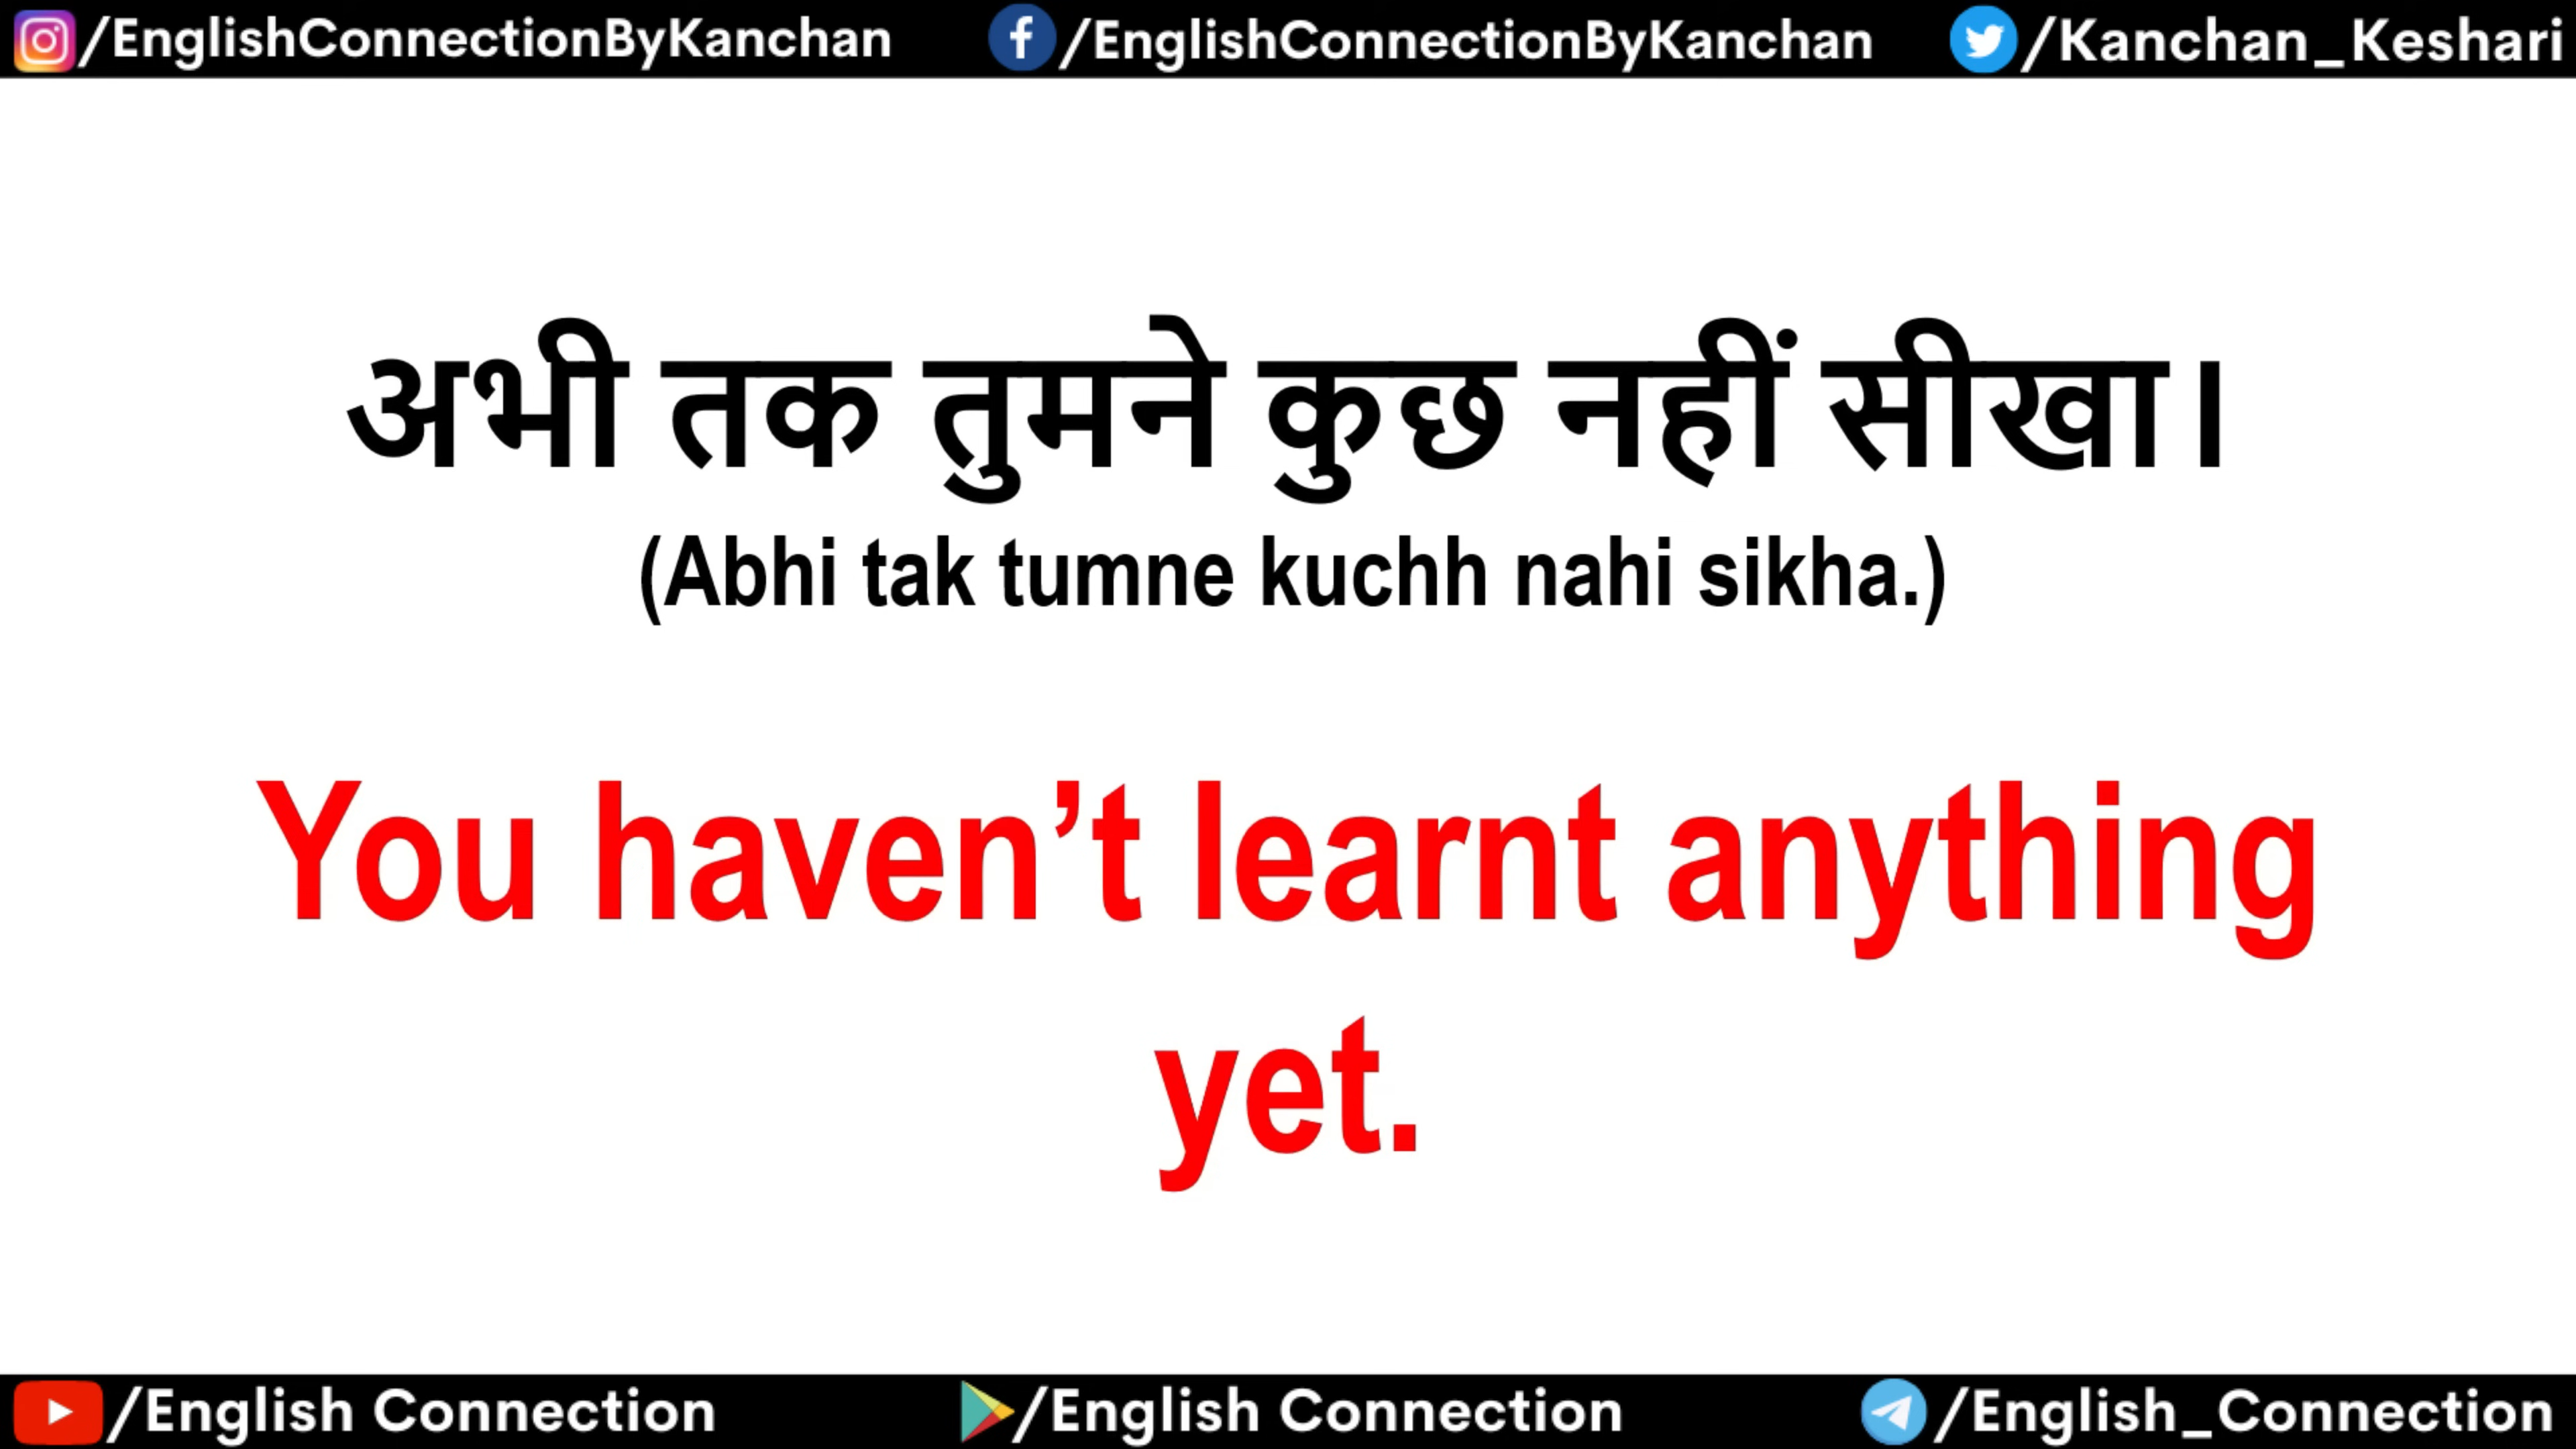 /EnglishConnectionByKanchan /EnglishConnectionByKanchan /Kanchan_Keshari
अभी तक तुमने कुछ नहीं सीखा।
(Abhi tak tumne kuchh nahi sikha.)
You haven’t learnt anything
yet.
/English Connection /English Connection /English_Connection